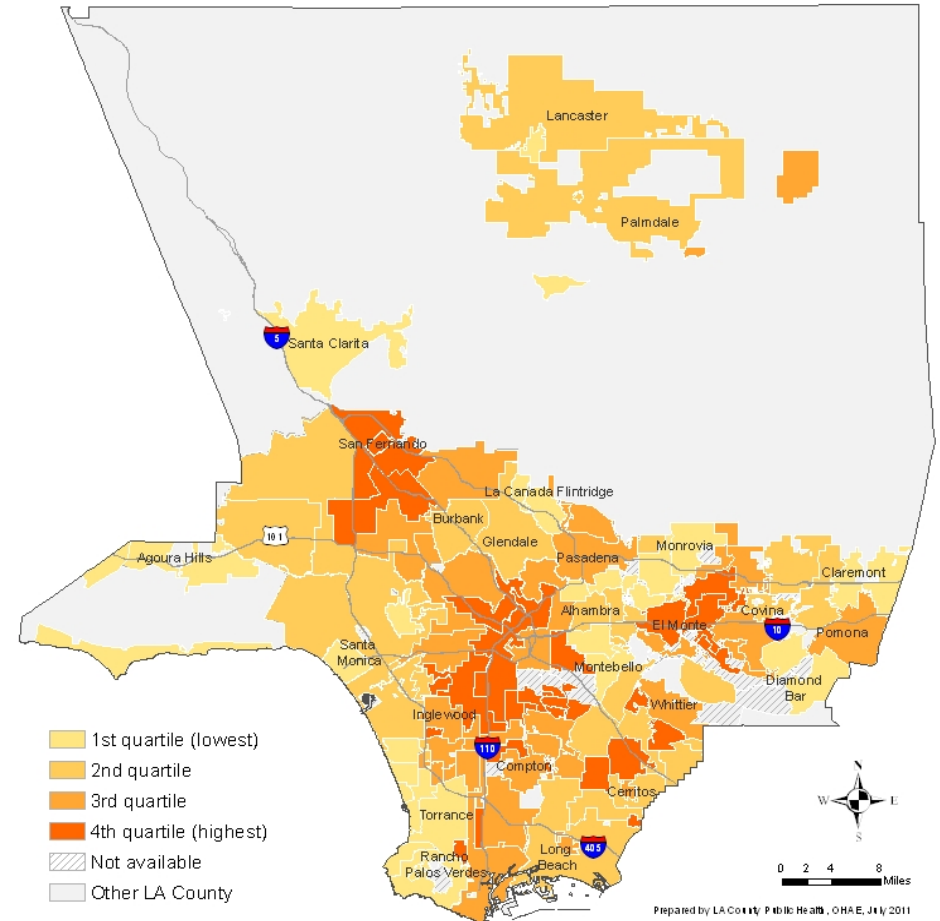 Lancaster
Palmdale
5
Santa Clarita
San Fernando
La Canada Flintridge
Burbank
101
Glendale
Agoura Hills
Pasadena
Monrovia
Claremont
Alhambra
Covina
El Monte
10
Pomona
Santa
Monica
Montebello
Diamond
Bar
Inglewood
Whittier
1st quartile (lowest)
110
2nd quartile
Compton
N
3rd quartile
Cerritos
W
E
Torrance
4th quartile (highest)
S
405
Not available
Rancho
Palos Verdes
Long
Beach
0 2 4 8
Miles
Other LA County
Prepared by LA County Public Health, OHAE, July 2011